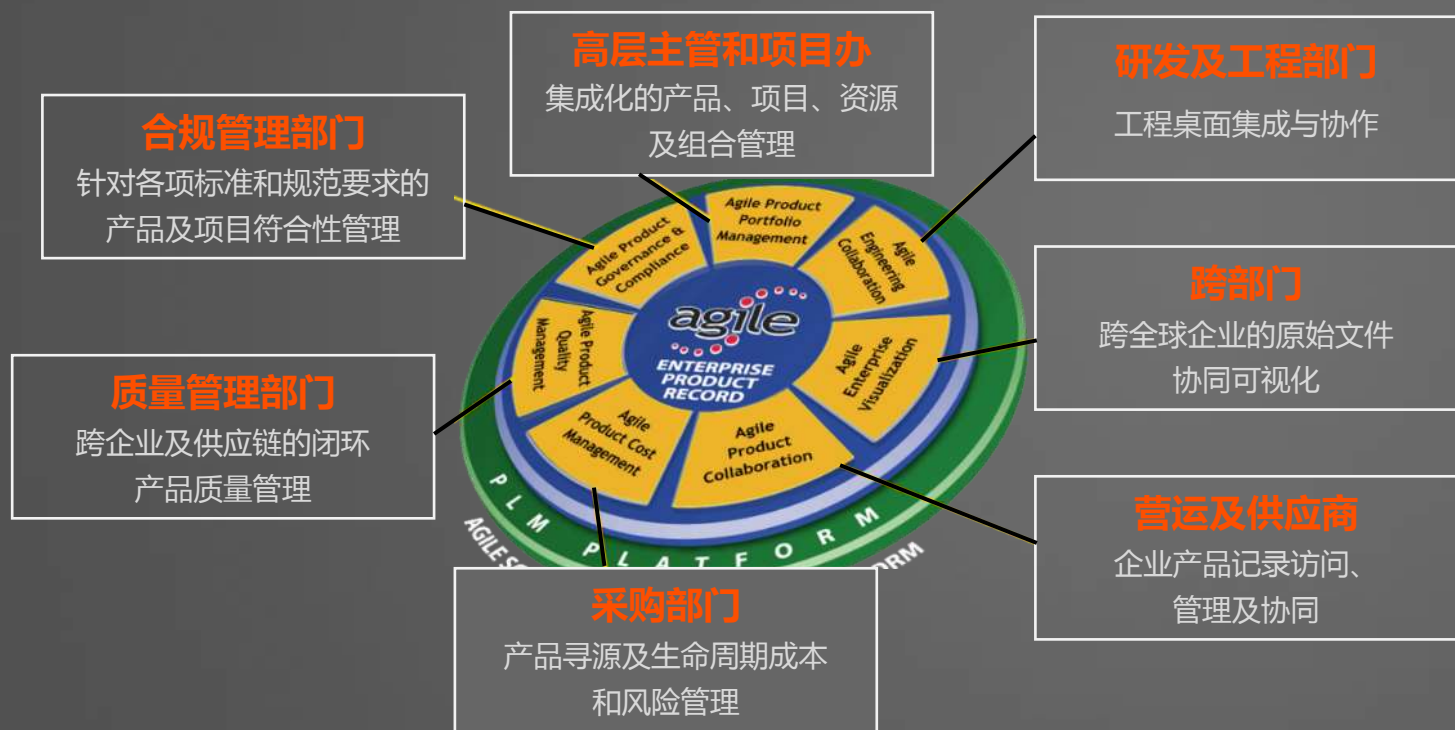 高层主管和项目办
集成化的产品、项目、资源
及组合管理
研发及工程部门
工程桌面集成与协作
合规管理部门
针对各项标准和规范要求的
产品及项目符合性管理
跨部门
跨全球企业的原始文件
协同可视化
质量管理部门
跨企业及供应链的闭环
产品质量管理
营运及供应商
企业产品记录访问、
管理及协同
采购部门
产品寻源及生命周期成本
和风险管理
Agile Product
Portfolio
Management
Agile
Engineering
Collaboration
Agile
Enterprise
Visualization
Agile
Product
Collaboration
Agile
Product Cost
Management
Agile Product
Quality
Management
Agile Product
Governance &
Compliance
agile
ENTERPRISE
PRODUCT
RECORD
PLM PLATFORM
AGILE